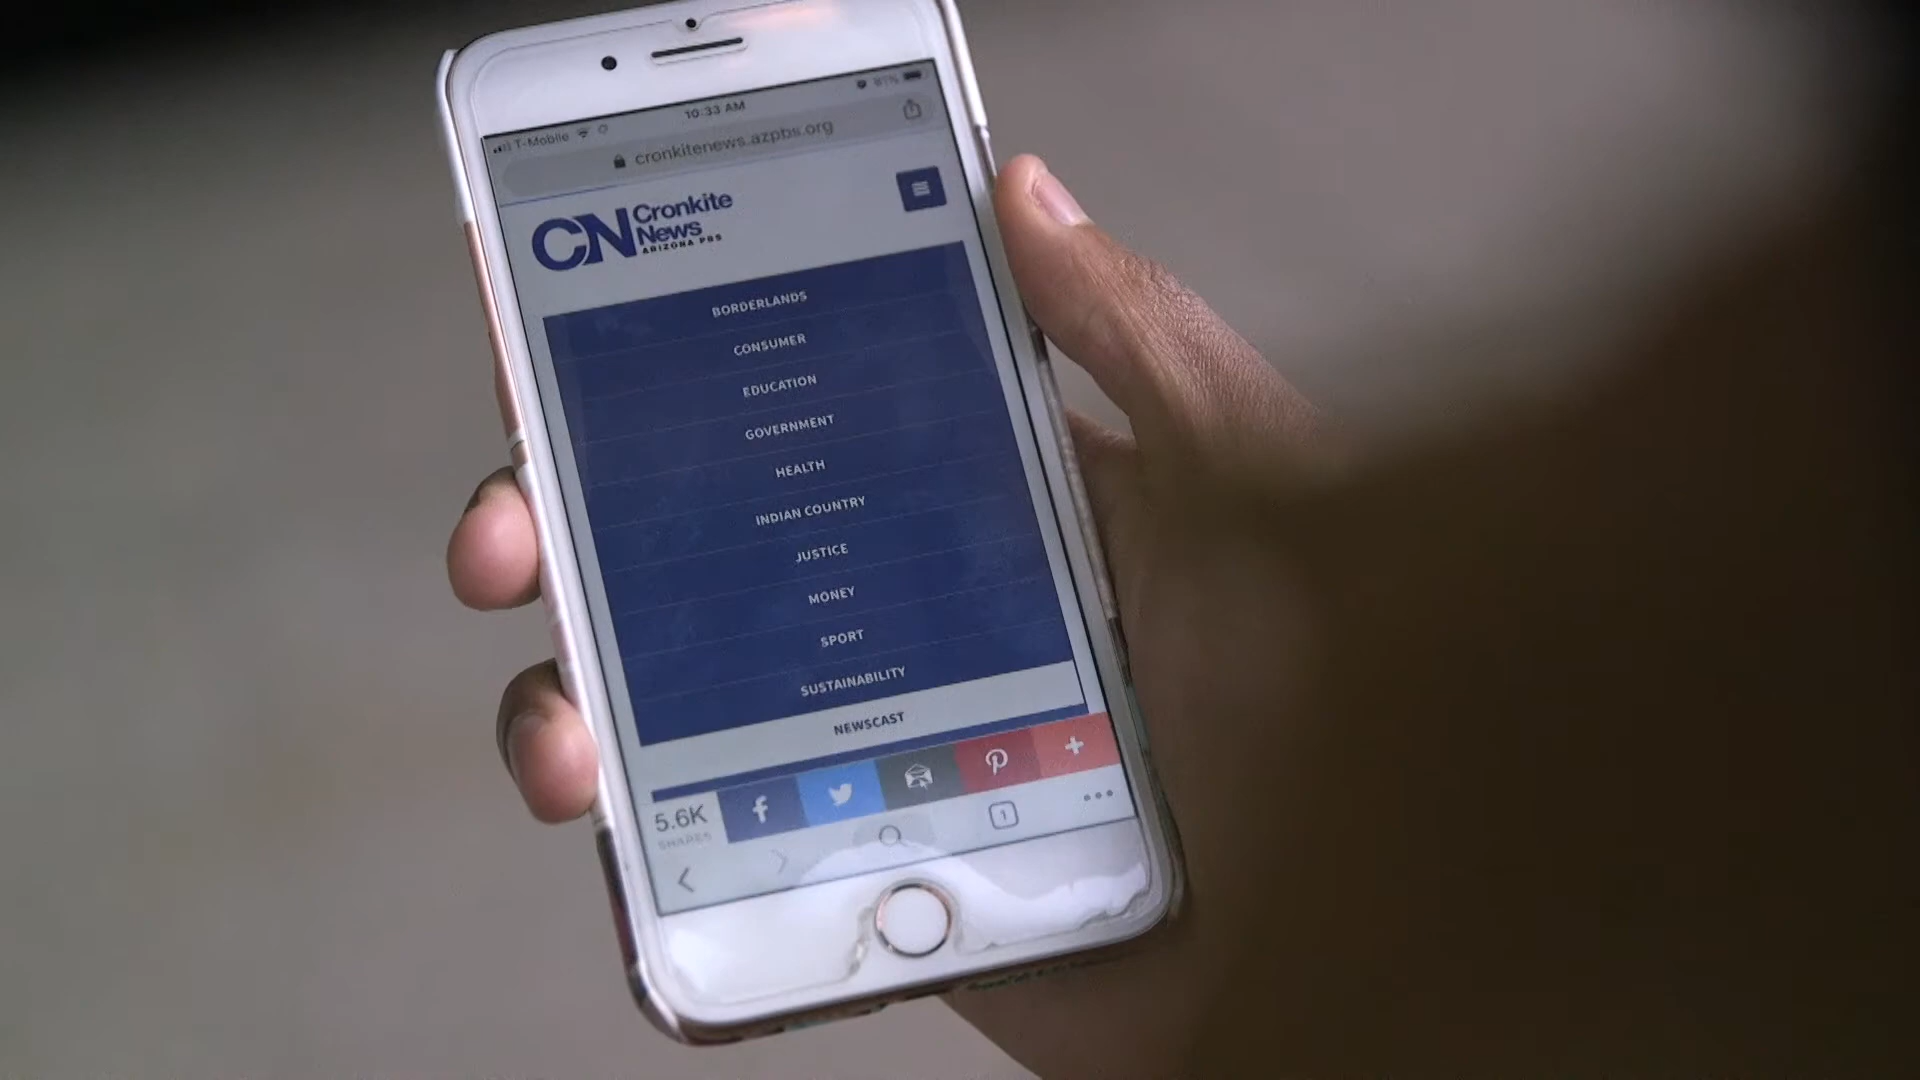 T-Mobile 10:33 AM 81%
cronkitenews.azpbs.org
CN Cronkite
News
ARIZONA PBS
BORDERLANDS
CONSUMER
EDUCATION
GOVERNMENT
HEALTH
INDIAN COUNTRY
JUSTICE
MONEY
SPORT
SUSTAINABILITY
NEWSCAST
5.6K
SHARES
1